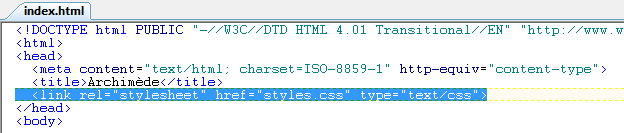 index.html
<!DOCTYPE html PUBLIC "-//W3C//DTD HTML 4.01 Transitional//EN" "http://www.w
<html>
<head>
<meta content="text/html; charset=ISO-8859-1" http-equiv="content-type">
<title>Archimède</title>
<link rel="stylesheet" href="styles.css" type="text/css">
</head>
<body>